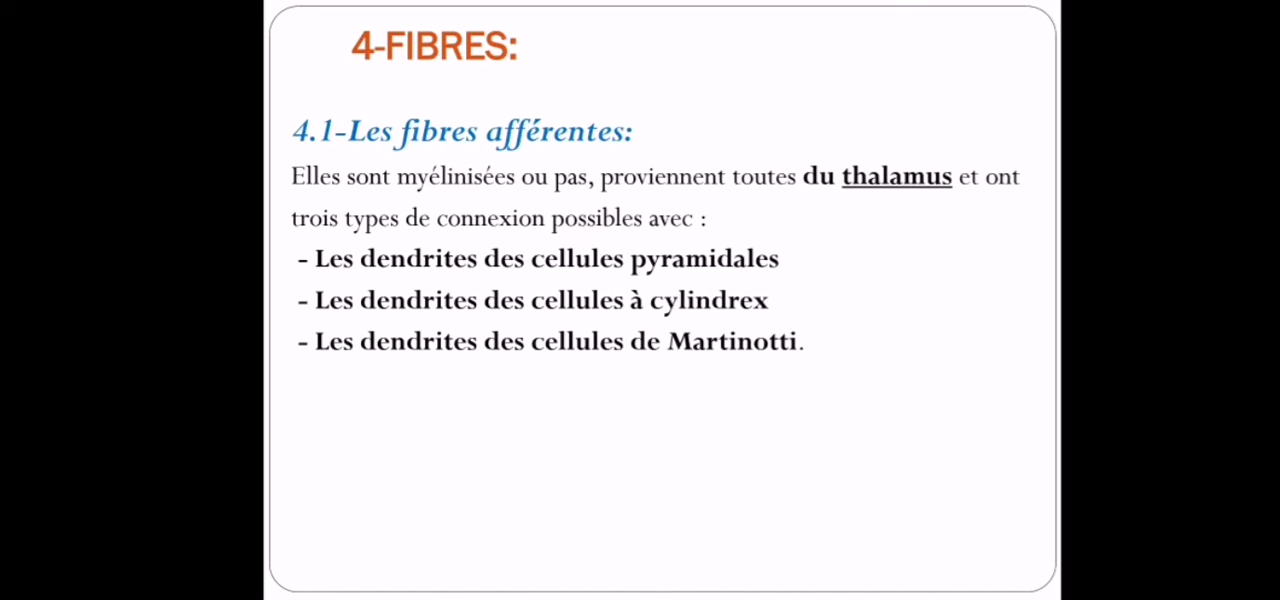 4-FIBRES:
4.1-Les fibres afférentes:
Elles sont myélinisées ou pas, proviennent toutes du thalamus et ont
trois types de connexion possibles avec :
- Les dendrites des cellules pyramidales
- Les dendrites des cellules à cylindrex
- Les dendrites des cellules de Martinotti.